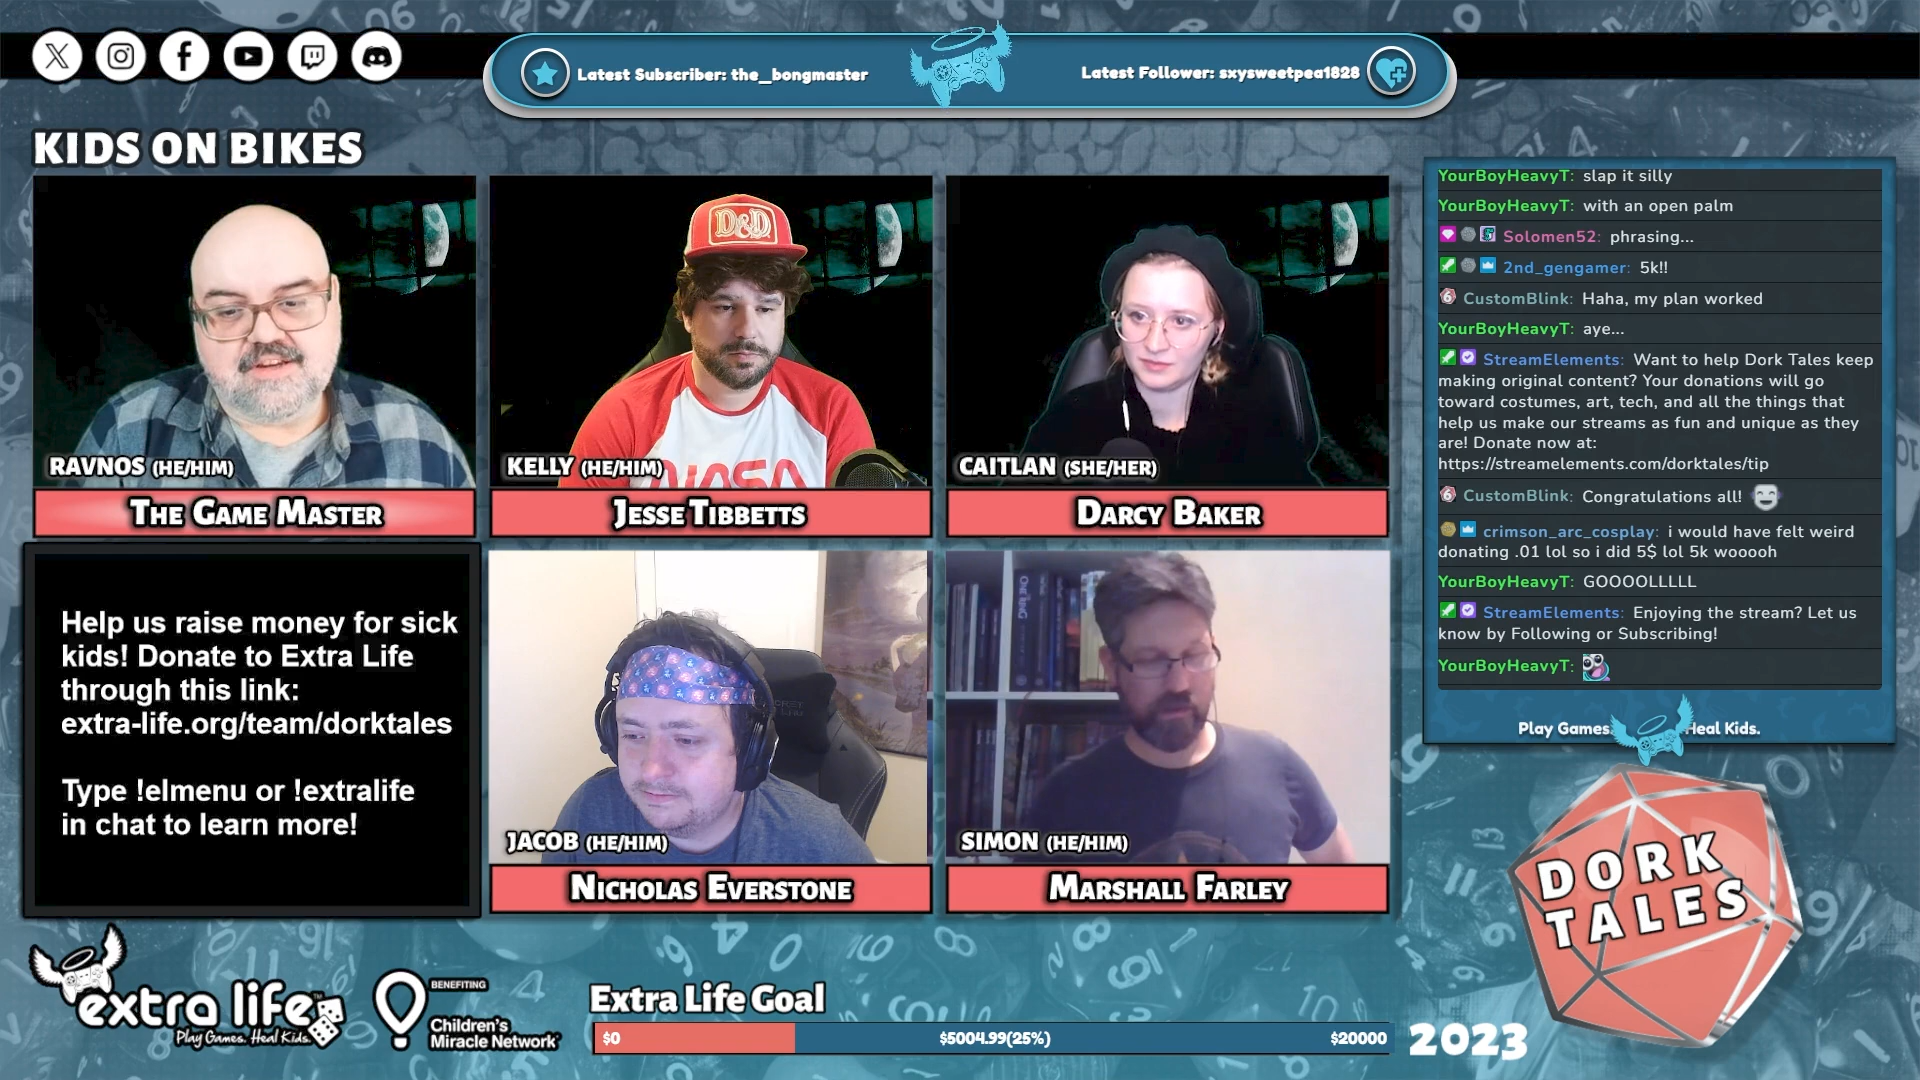 Latest Subscriber: the_bongmaster
Latest Follower: sxysweetpea1828
KIDS ON BIKES
D&D
NASA
RAVNOS (HE/HIM)
THE GAME MASTER
KELLY (HE/HIM)
JESSE TIBBETTS
CAITLAN (SHE/HER)
DARCY BAKER
Help us raise money for sick
kids! Donate to Extra Life
through this link:
extra-life.org/team/dorktales
Type !elmenu or !extralife
in chat to learn more!
JACOB (HE/HIM)
NICHOLAS EVERSTONE
SIMON (HE/HIM)
MARSHALL FARLEY
YourBoyHeavyT: slap it silly
YourBoyHeavyT: with an open palm
Solomen52: phrasing...
2nd_gengamer: 5k!!
CustomBlink: Haha, my plan worked
YourBoyHeavyT: aye...
StreamElements: Want to help Dork Tales keep
making original content? Your donations will go
toward costumes, art, tech, and all the things that
help us make our streams as fun and unique as they
are! Donate now at:
https://streamelements.com/dorktales/tip
CustomBlink: Congratulations all!
crimson_arc_cosplay: i would have felt weird
donating .01 lol so i did 5$ lol 5k wooooh
YourBoyHeavyT: GOOOOLLLLL
StreamElements: Enjoying the stream? Let us
know by Following or Subscribing!
YourBoyHeavyT:
Play Games Heal Kids.
DORK
TALES
extra life
Play Games. Heal Kids.
BENEFITING
Children's
Miracle Network
Extra Life Goal
$0 $5004.99(25%) $20000
2023